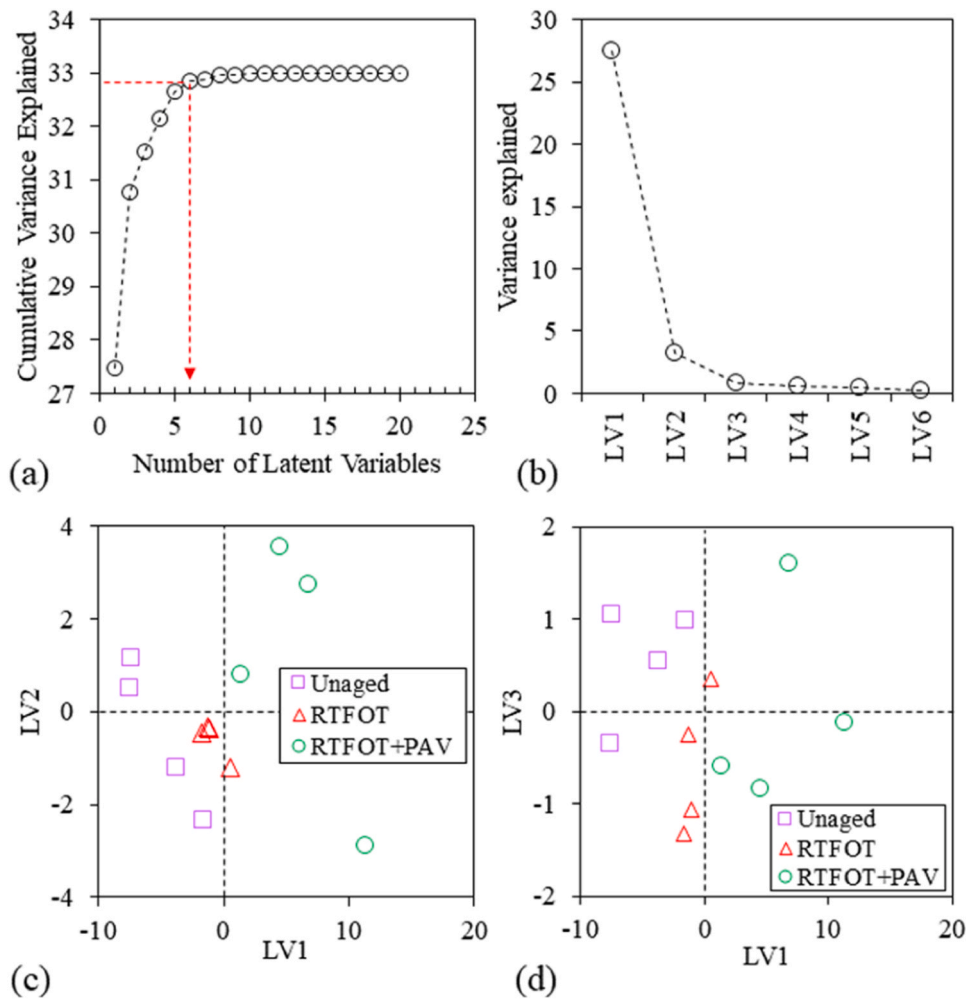 34
33
32
31
30
29
28
27
Cumulative Variance Explained
0 5 10 15 20 25
Number of Latent Variables
(a)
30
25
20
15
10
5
0
Variance explained
LV1
LV2
LV3
LV4
LV5
LV6
(b)
4
2
0
-2
-4
LV2
Unaged
RTFOT
RTFOT+PAV
-10 0 10 20
LV1
(c)
2
1
0
-1
-2
LV3
Unaged
RTFOT
RTFOT+PAV
-10 0 10 20
LV1
(d)